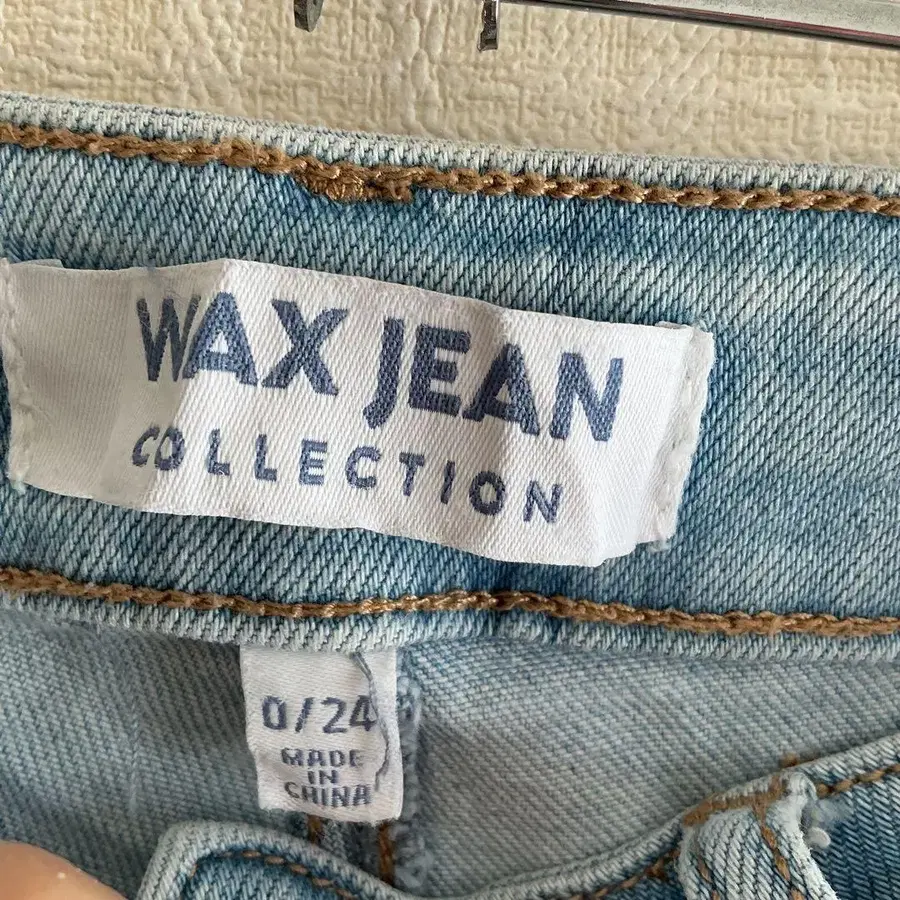 WAX JEAN
COLLECTION
0/24
MADE
IN
CHINA